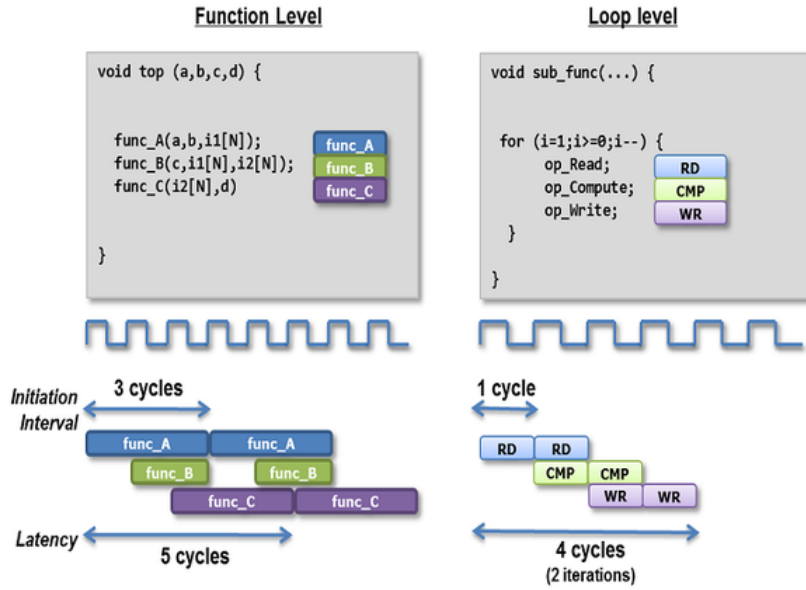 Function Level
void top (a,b,c,d) {
func_A(a,b,i1[N]);
func_B(c,i1[N],i2[N]);
func_C(i2[N],d)
}
func_A
func_B
func_C
Loop level
void sub_func(...) {
for (i=1;i>=0;i--) {
op_Read;
op_Compute;
op_Write;
}
}
RD
CMP
WR
Initiation
Interval
3 cycles
func_A func_A
func_B func_B
func_C func_C
Latency
5 cycles
1 cycle
RD RD
CMP CMP
WR WR
4 cycles
(2 iterations)